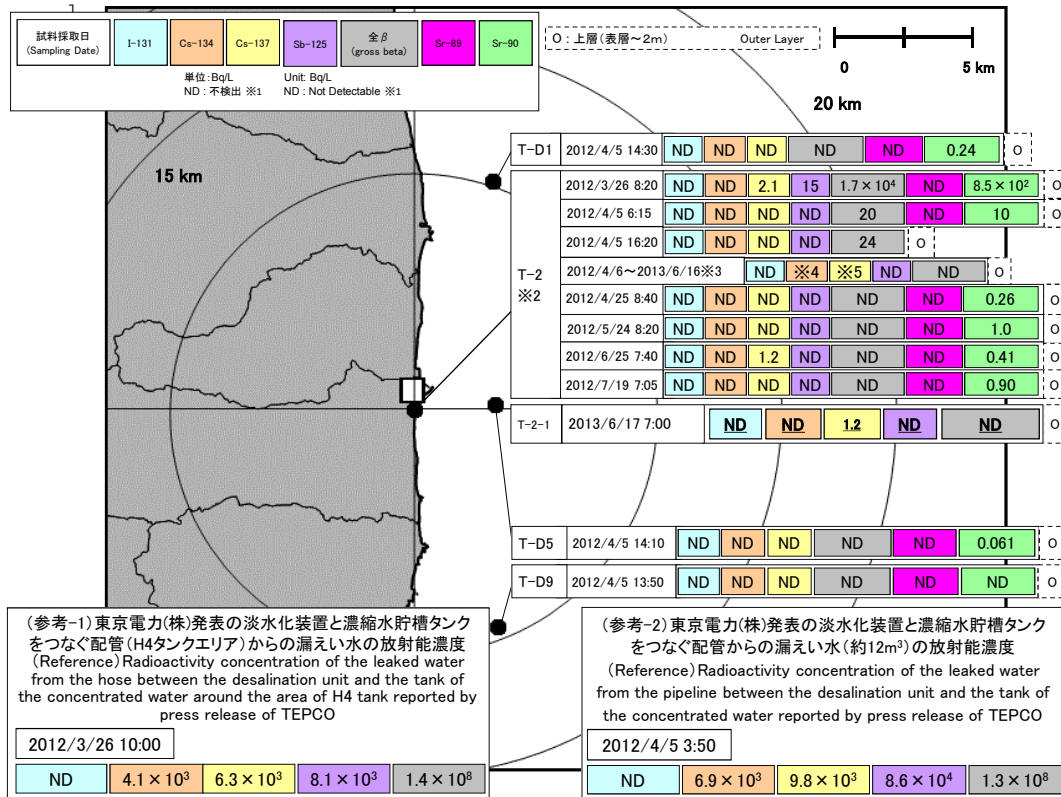 試料採取日
(Sampling Date)
I-131
Cs-134
Cs-137
Sb-125
全β
(gross beta)
Sr-89
Sr-90
単位:Bq/L
ND : 不検出 ※1
Unit: Bq/L
ND : Not Detectable ※1
O : 上層(表層～2m) Outer Layer
0 5 km
20 km
15 km
T-D1 2012/4/5 14:30 ND ND ND ND ND 0.24 O
T-2
※2
2012/3/26 8:20 ND ND 2.1 15 1.7 × 10⁴ ND 8.5 × 10² O
2012/4/5 6:15 ND ND ND ND 20 ND 10 O
2012/4/5 16:20 ND ND ND ND 24 O
2012/4/6～2013/6/16※3 ND ※4 ※5 ND ND O
2012/4/25 8:40 ND ND ND ND ND ND 0.26 O
2012/5/24 8:20 ND ND ND ND ND ND 1.0 O
2012/6/25 7:40 ND ND 1.2 ND ND ND 0.41 O
2012/7/19 7:05 ND ND ND ND ND ND 0.90 O
T-2-1 2013/6/17 7:00 ND ND 1.2 ND ND O
T-D5 2012/4/5 14:10 ND ND ND ND ND 0.061 O
T-D9 2012/4/5 13:50 ND ND ND ND ND ND O
(参考-1)東京電力(株)発表の淡水化装置と濃縮水貯槽タンク
をつなぐ配管(H4タンクエリア)からの漏えい水の放射能濃度
(Reference) Radioactivity concentration of the leaked water
from the hose between the desalination unit and the tank of
the concentrated water around the area of H4 tank reported by
press release of TEPCO
2012/3/26 10:00
ND 4.1 × 10³ 6.3 × 10³ 8.1 × 10³ 1.4 × 10⁸
(参考-2)東京電力(株)発表の淡水化装置と濃縮水貯槽タンク
をつなぐ配管からの漏えい水(約12m³)の放射能濃度
(Reference) Radioactivity concentration of the leaked water
from the pipeline between the desalination unit and the tank of
the concentrated water reported by press release of TEPCO
2012/4/5 3:50
ND 6.9 × 10³ 9.8 × 10³ 8.6 × 10⁴ 1.3 × 10⁸